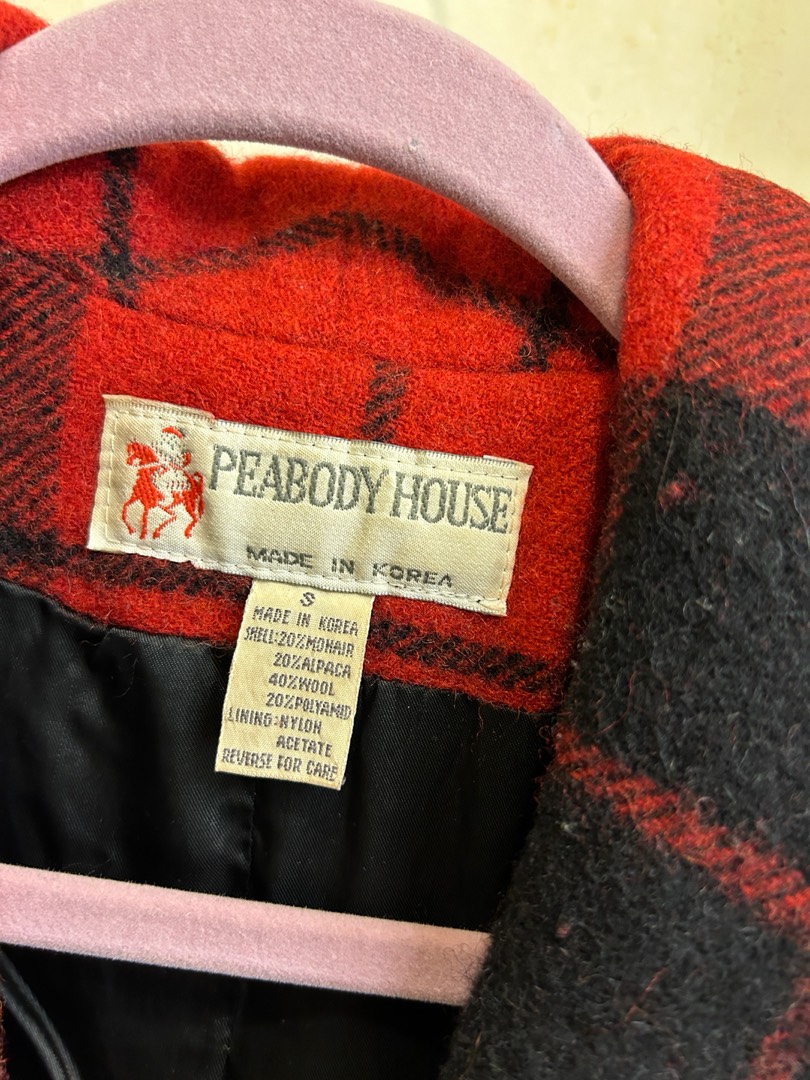 PEABODY HOUSE
MADE IN KOREA
S
MADE IN KOREA
SHELL:20%MOHAIR
20%ALPACA
40%WOOL
20%POLYAMID
LINING:NYLON
ACETATE
REVERSE FOR CARE